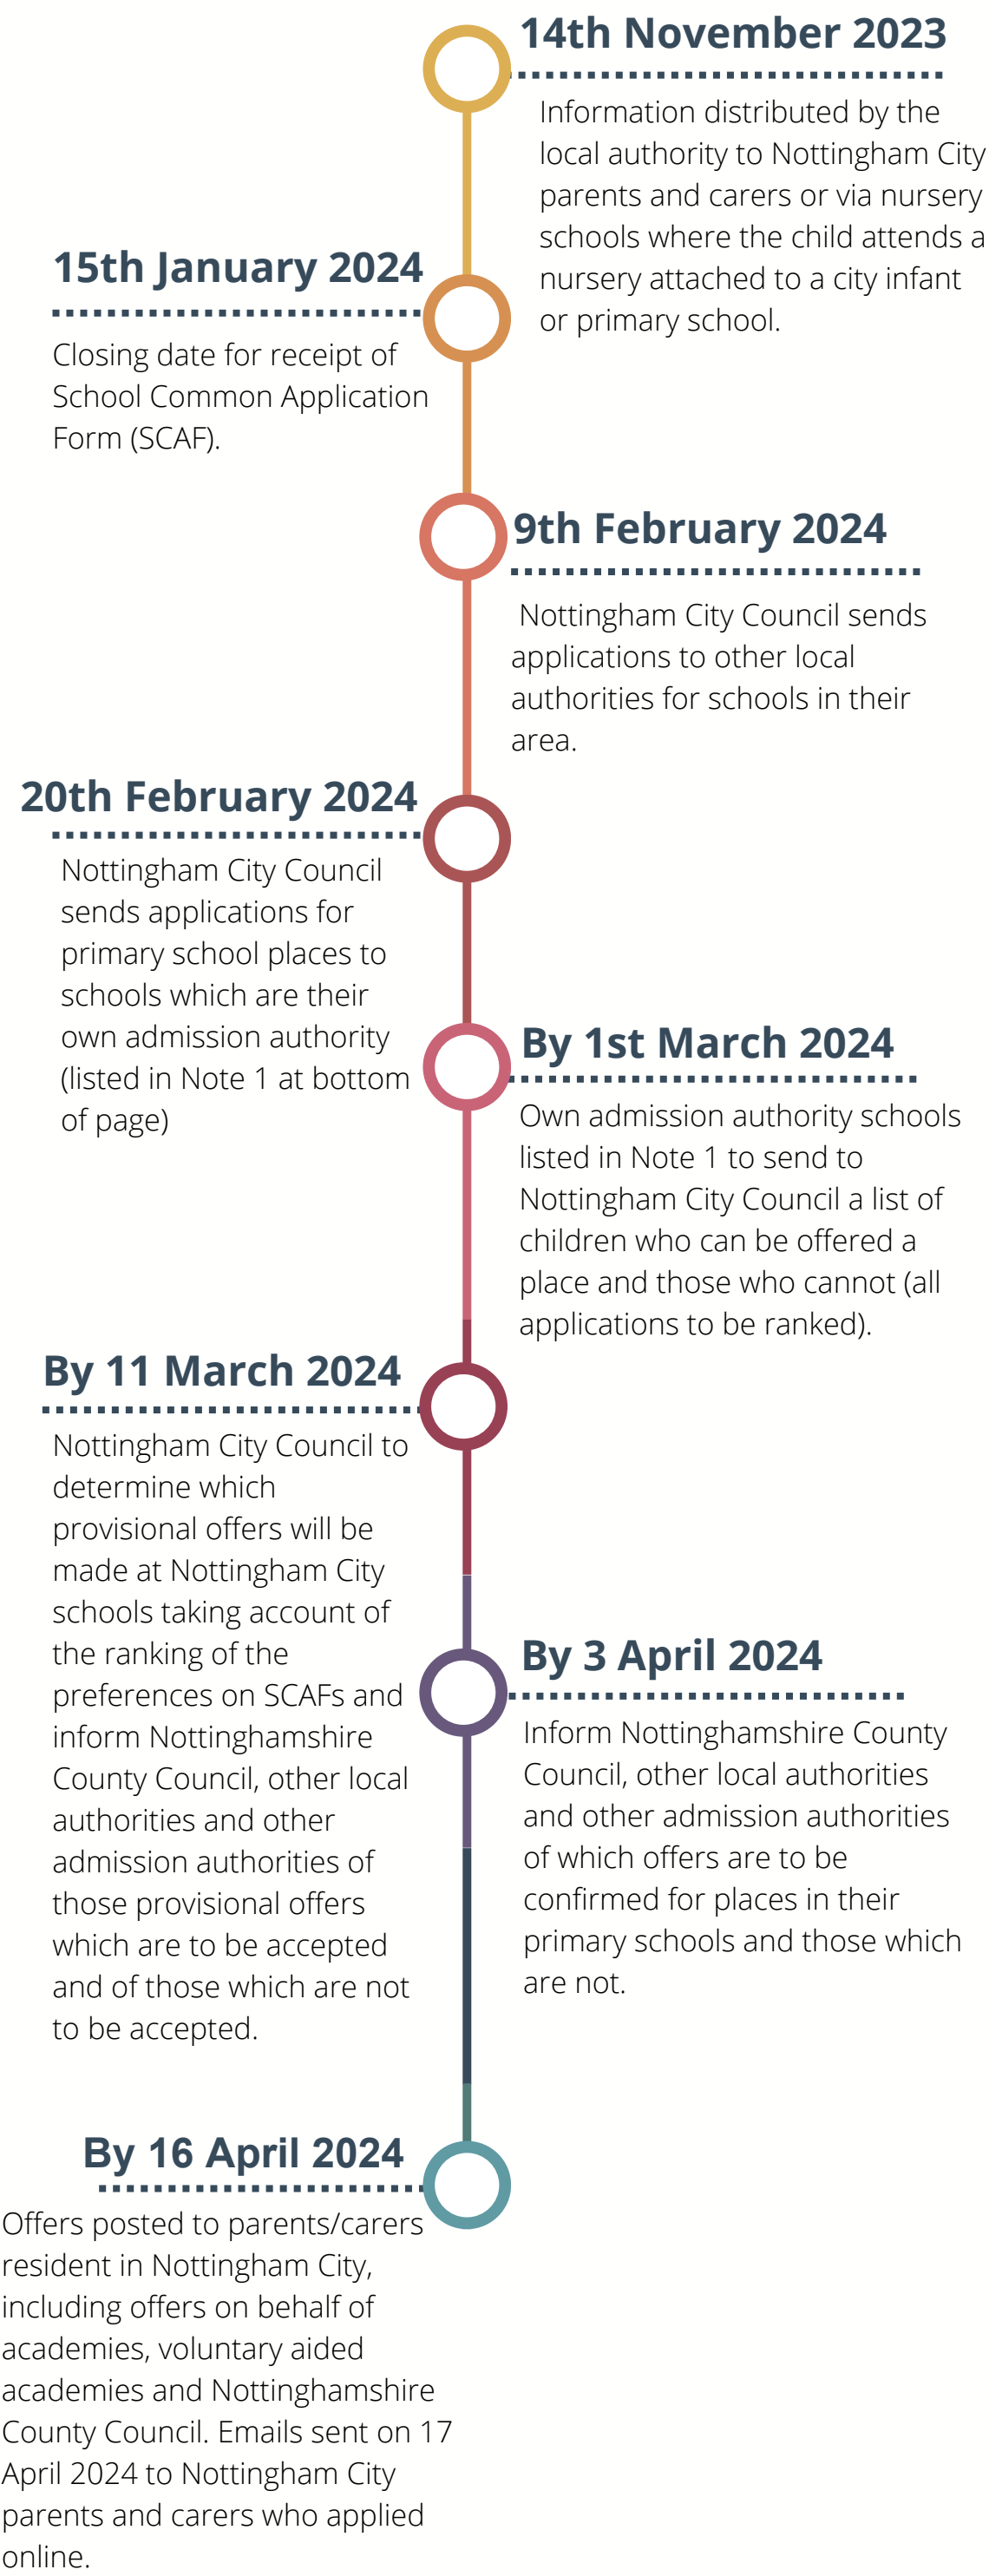 14th November 2023
Information distributed by the
local authority to Nottingham City
parents and carers or via nursery
schools where the child attends a
nursery attached to a city infant
or primary school.
15th January 2024
Closing date for receipt of
School Common Application
Form (SCAF).
9th February 2024
Nottingham City Council sends
applications to other local
authorities for schools in their
area.
20th February 2024
Nottingham City Council
sends applications for
primary school places to
schools which are their
own admission authority
(listed in Note 1 at bottom
of page)
By 1st March 2024
Own admission authority schools
listed in Note 1 to send to
Nottingham City Council a list of
children who can be offered a
place and those who cannot (all
applications to be ranked).
By 11 March 2024
Nottingham City Council to
determine which
provisional offers will be
made at Nottingham City
schools taking account of
the ranking of the
preferences on SCAFs and
inform Nottinghamshire
County Council, other local
authorities and other
admission authorities of
those provisional offers
which are to be accepted
and of those which are not
to be accepted.
By 3 April 2024
Inform Nottinghamshire County
Council, other local authorities
and other admission authorities
of which offers are to be
confirmed for places in their
primary schools and those which
are not.
By 16 April 2024
Offers posted to parents/carers
resident in Nottingham City,
including offers on behalf of
academies, voluntary aided
academies and Nottinghamshire
County Council. Emails sent on 17
April 2024 to Nottingham City
parents and carers who applied
online.